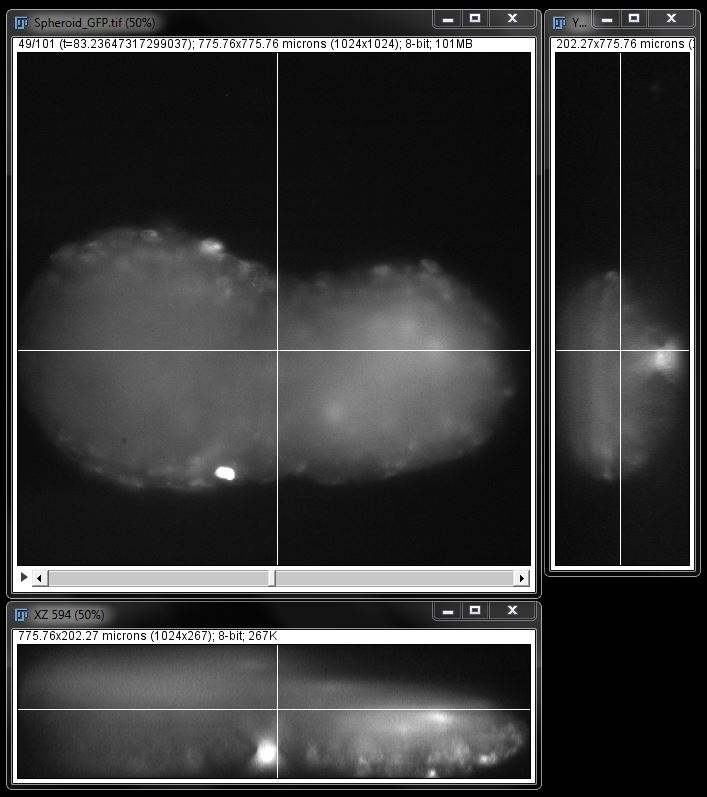 Spheroid_GFP.tif (50%)
49/101 (t=83.23647317299037); 775.76x775.76 microns (1024x1024); 8-bit; 101MB
Y...
202.27x775.76 microns (
XZ 594 (50%)
775.76x202.27 microns (1024x267); 8-bit; 267K